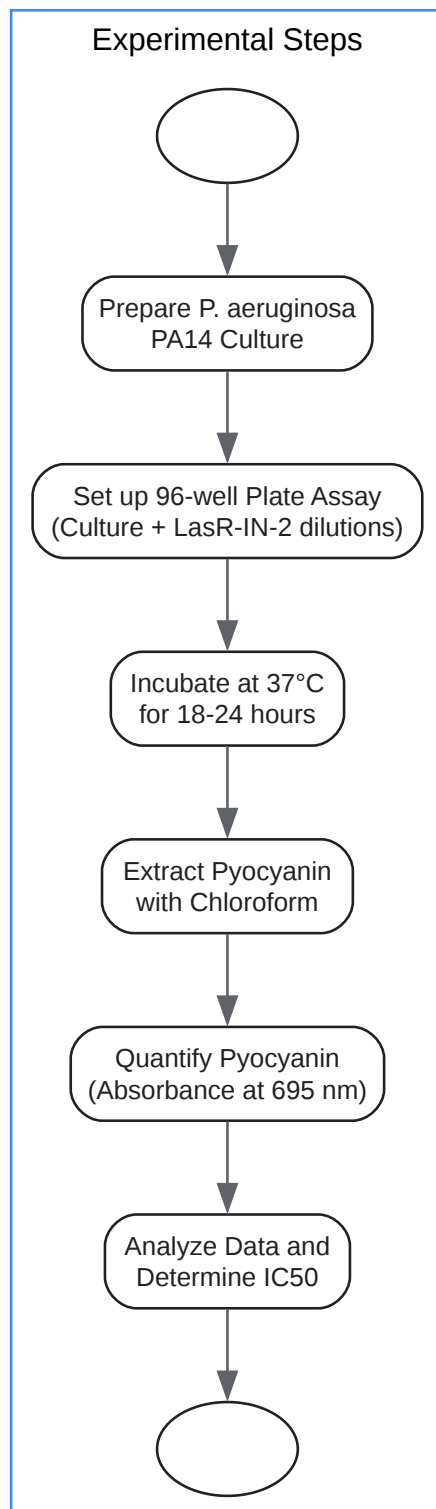 Experimental Steps
Prepare P. aeruginosa
PA14 Culture
Set up 96-well Plate Assay
(Culture + LasR-IN-2 dilutions)
Incubate at 37°C
for 18-24 hours
Extract Pyocyanin
with Chloroform
Quantify Pyocyanin
(Absorbance at 695 nm)
Analyze Data and
Determine IC50